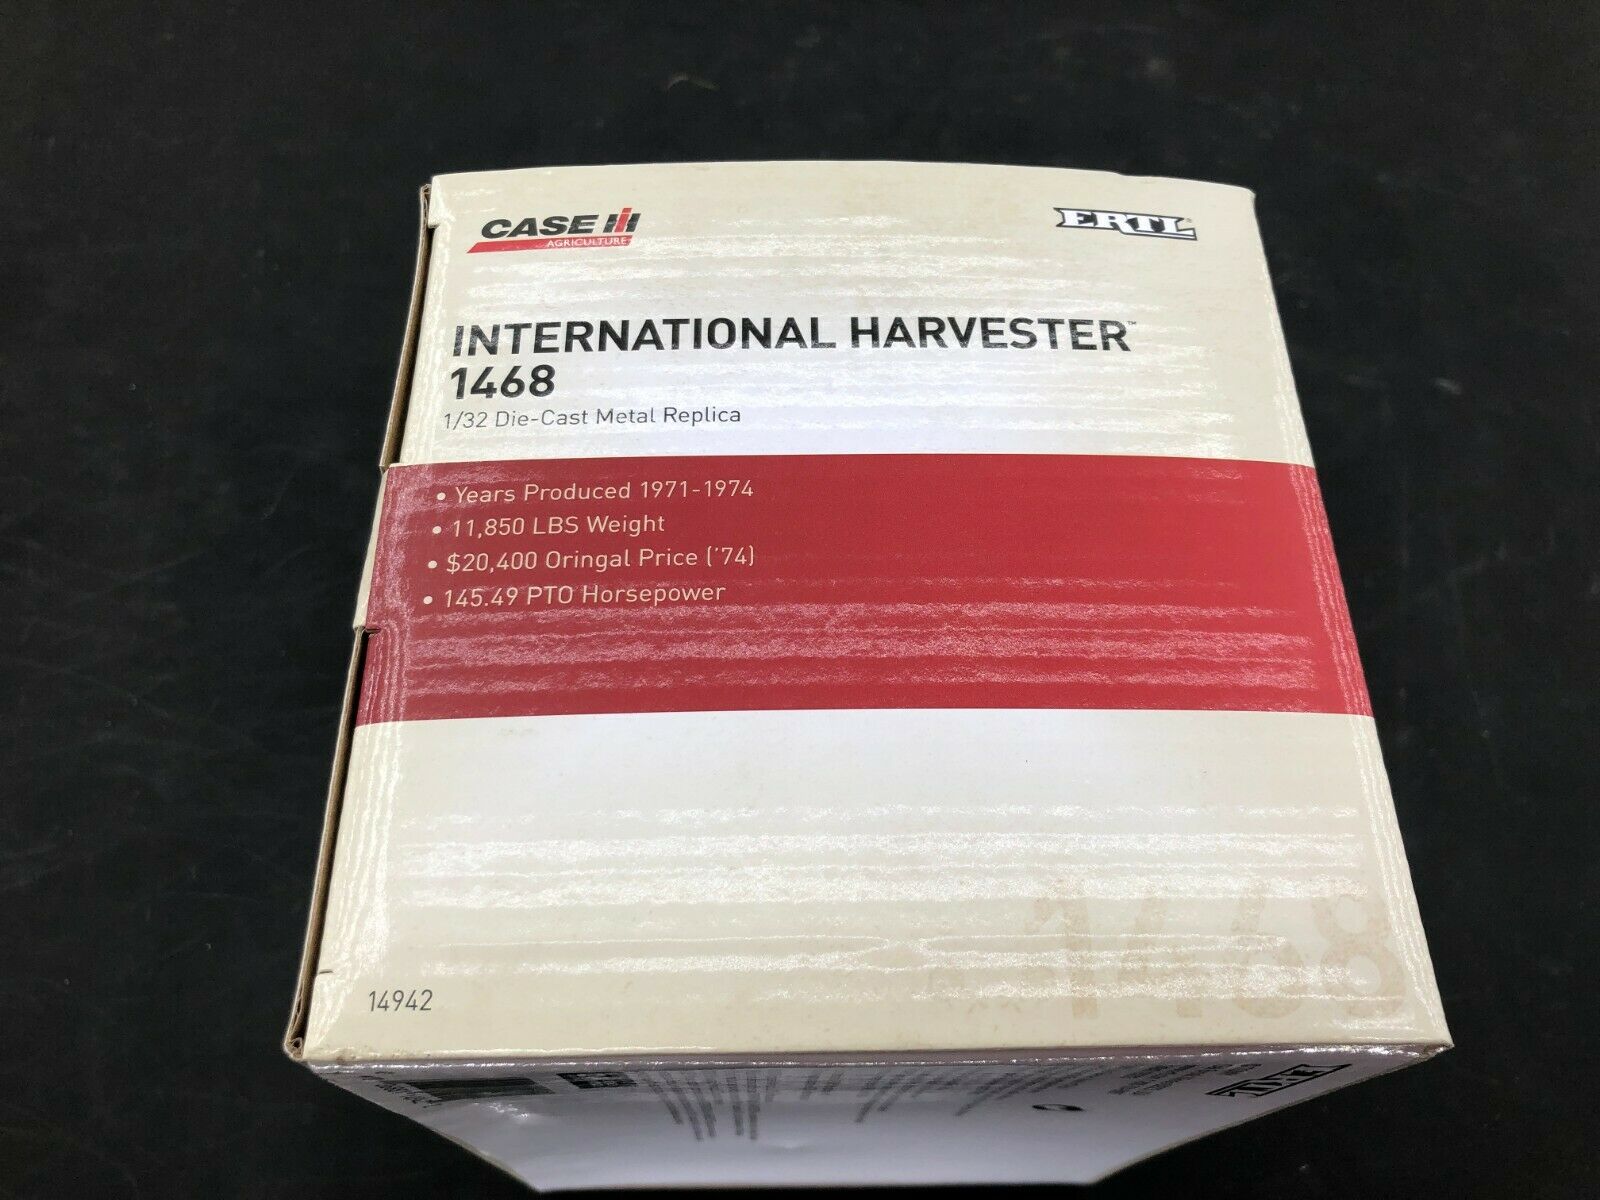 CASE IH
AGRICULTURE
ERTL®
INTERNATIONAL HARVESTER™
1468
1/32 Die-Cast Metal Replica
• Years Produced 1971-1974
• 11,850 LBS Weight
• $20,400 Oringal Price ('74)
• 145.49 PTO Horsepower
1468
14942
ERTL